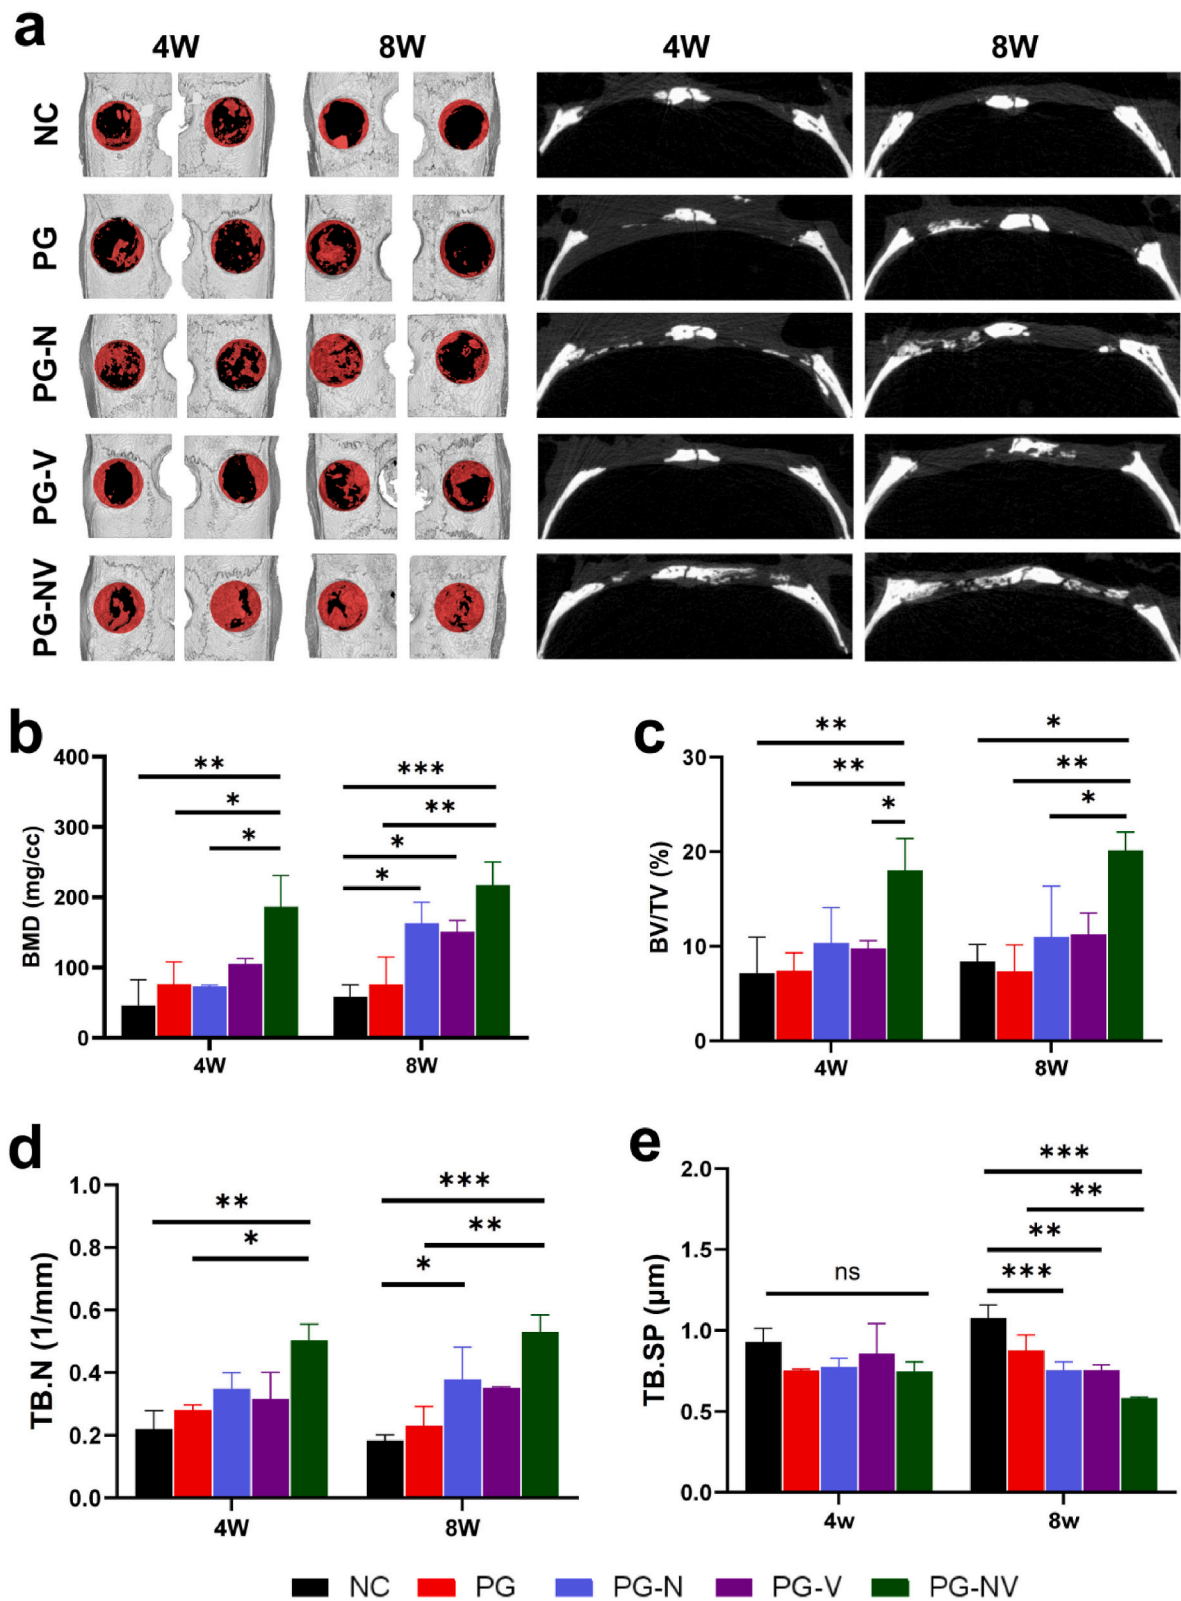 a
4W 8W 4W 8W
NC
PG
PG-N
PG-V
PG-NV
b
BMD (mg/cc)
400
300
200
100
0
** * *
*** ** * *
4W 8W
c
BV/TV (%)
30
20
10
0
** ** *
* ** *
4W 8W
d
TB.N (1/mm)
1.0
0.8
0.6
0.4
0.2
0.0
** *
*** ** *
4W 8W
e
TB.SP (μm)
2.0
1.5
1.0
0.5
0.0
ns
*** ** ** ***
4w 8w
NC PG PG-N PG-V PG-NV